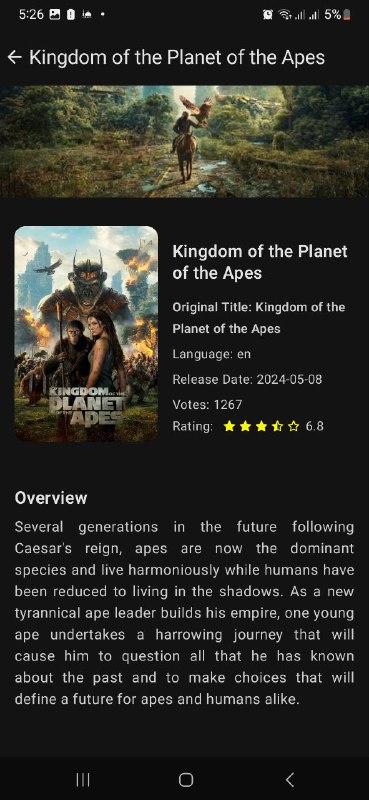 5:26
5%
Kingdom of the Planet of the Apes
Kingdom of the Planet
of the Apes
Original Title: Kingdom of the
Planet of the Apes
Language: en
Release Date: 2024-05-08
Votes: 1267
Rating: 6.8
KINGDOM OF THE
PLANET
OF THE APES
Overview
Several generations in the future following
Caesar's reign, apes are now the dominant
species and live harmoniously while humans have
been reduced to living in the shadows. As a new
tyrannical ape leader builds his empire, one young
ape undertakes a harrowing journey that will
cause him to question all that he has known
about the past and to make choices that will
define a future for apes and humans alike.